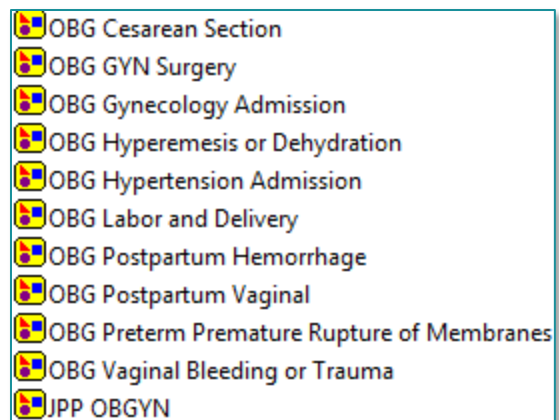 OBG Cesarean Section
OBG GYN Surgery
OBG Gynecology Admission
OBG Hyperemesis or Dehydration
OBG Hypertension Admission
OBG Labor and Delivery
OBG Postpartum Hemorrhage
OBG Postpartum Vaginal
OBG Preterm Premature Rupture of Membranes
OBG Vaginal Bleeding or Trauma
JPP OBGYN